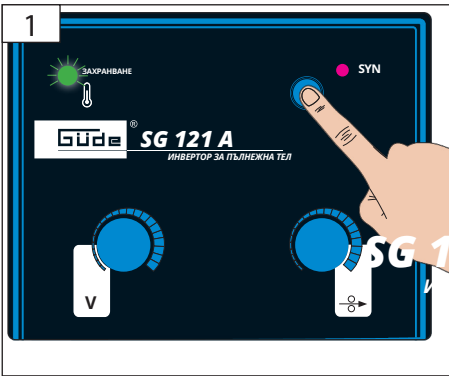 1
ЗАХРАНВАНЕ
SYN
Güde®
SG 121 A
ИНВЕРТОР ЗА ПЪЛНЕЖНА ТЕЛ
SG 1
V